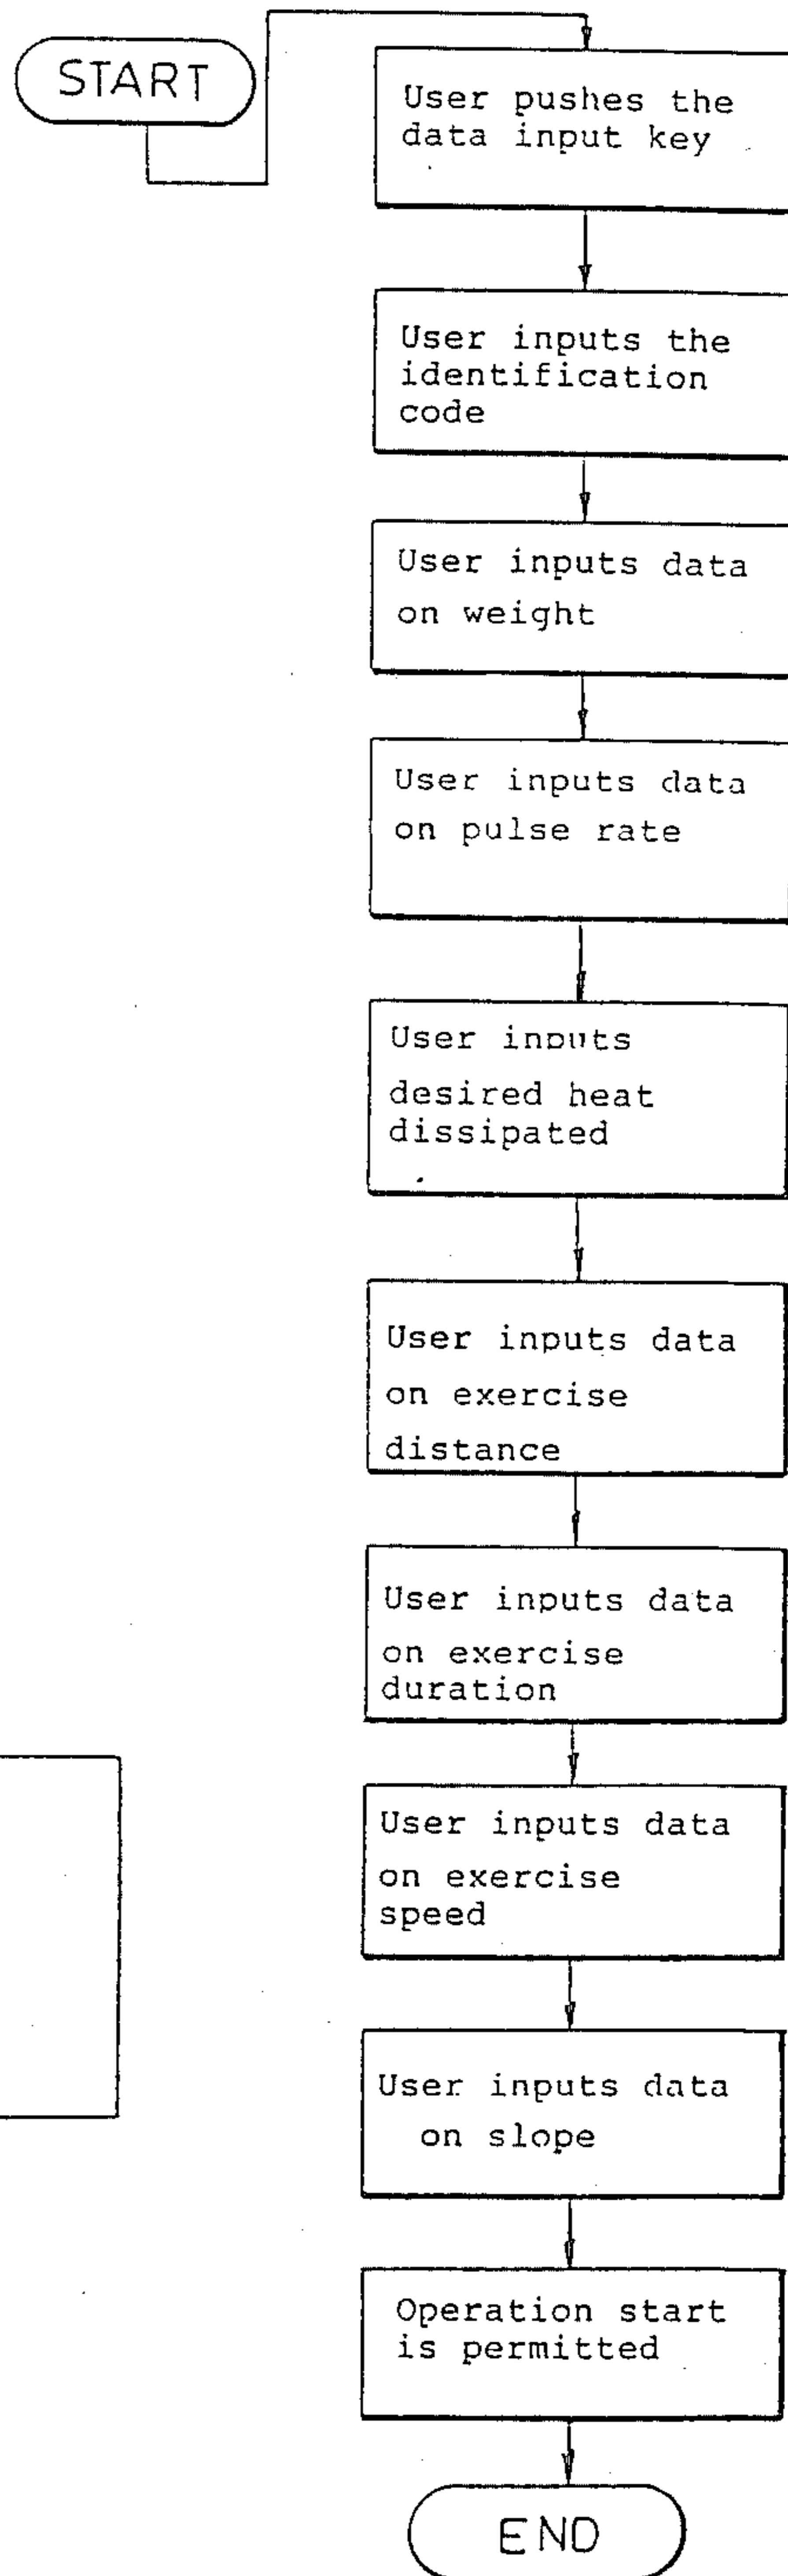 START
User pushes the
data input key
User inputs the
identification
code
User inputs data
on weight
User inputs data
on pulse rate
User inputs
desired heat
dissipated
User inputs data
on exercise
distance
User inputs data
on exercise
duration
User inputs data
on exercise
speed
User inputs data
on slope
Operation start
is permitted
END